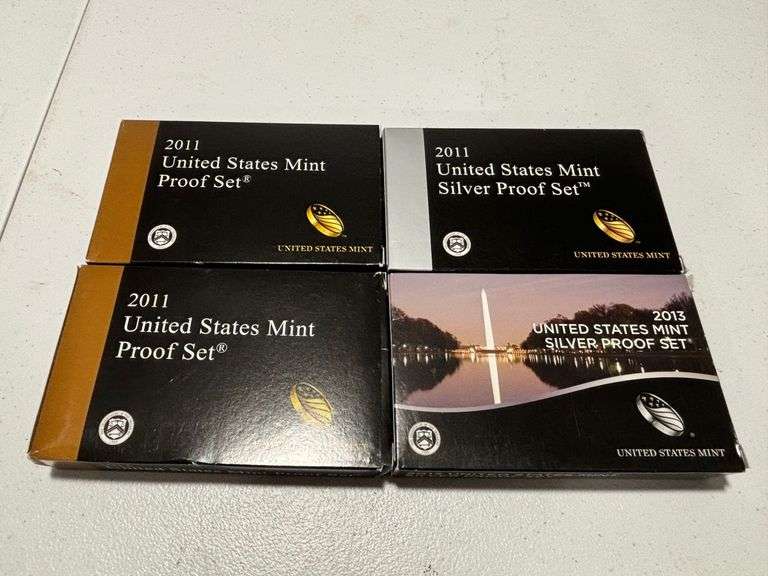 2011
United States Mint
Proof Set®
UNITED STATES MINT
2011
United States Mint
Silver Proof Set™
UNITED STATES MINT
2011
United States Mint
Proof Set®
2013
UNITED STATES MINT
SILVER PROOF SET
UNITED STATES MINT